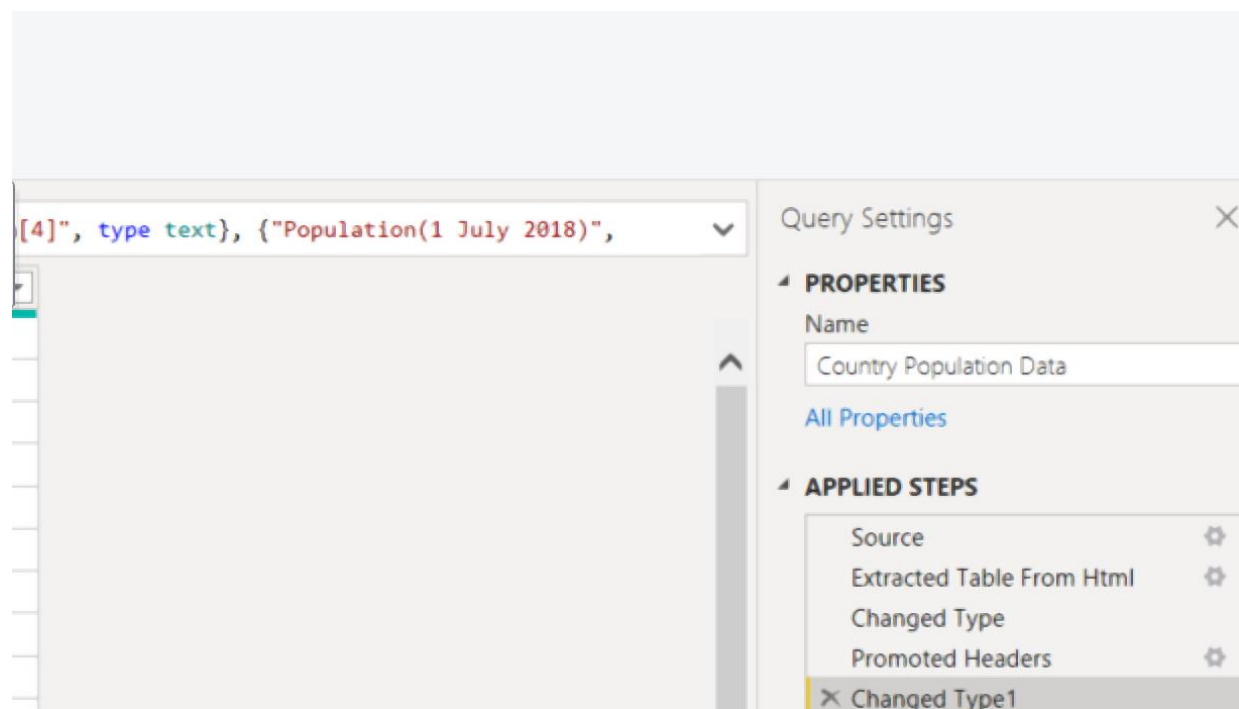 [4]", type text}, {"Population(1 July 2018)",
Query Settings
PROPERTIES
Name
Country Population Data
All Properties
APPLIED STEPS
Source
Extracted Table From Html
Changed Type
Promoted Headers
Changed Type1